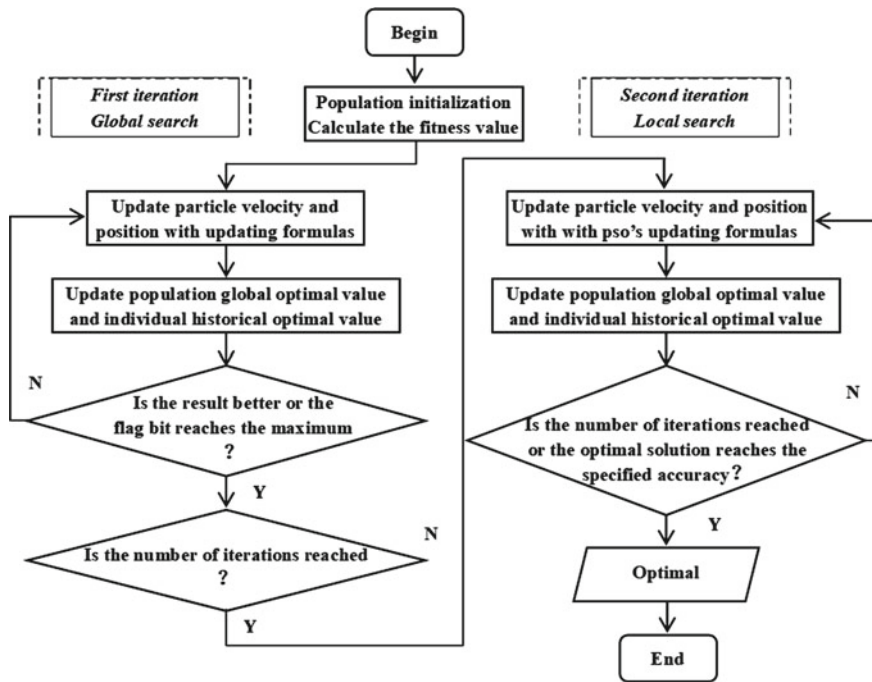 Begin
First iteration
Global search
Population initialization
Calculate the fitness value
Second iteration
Local search
Update particle velocity and
position with updating formulas
Update population global optimal value
and individual historical optimal value
N
Is the result better or the
flag bit reaches the maximum
?
Y
N
Is the number of iterations reached
?
Y
Update particle velocity and position
with with pso's updating formulas
Update population global optimal value
and individual historical optimal value
N
Is the number of iterations reached
or the optimal solution reaches the
specified accuracy?
Y
Optimal
End